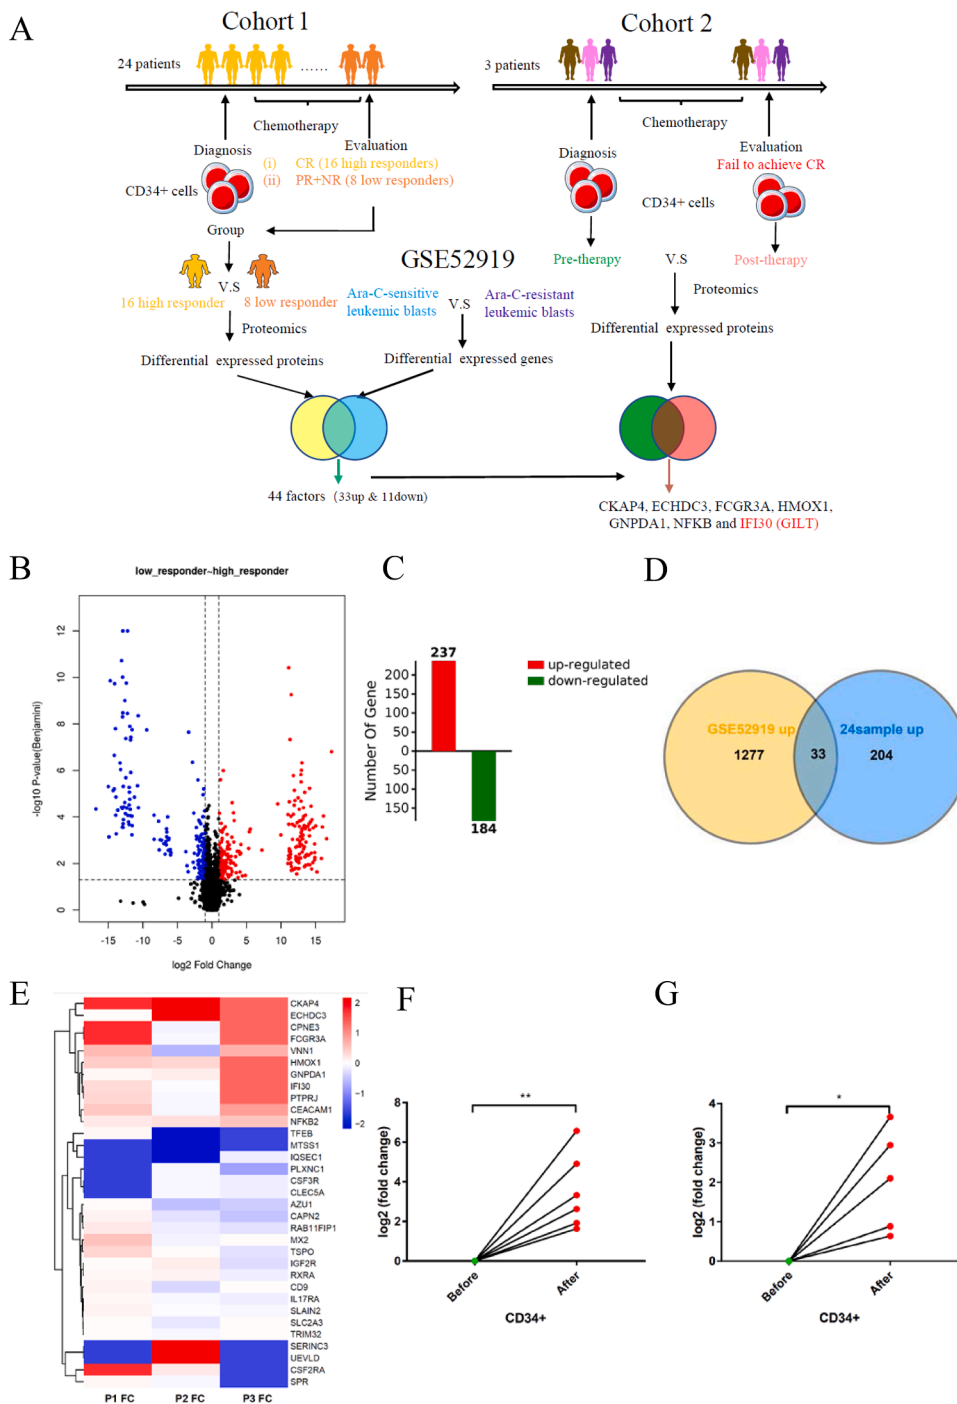 A
Cohort 1
Cohort 2
24 patients
......
3 patients
Chemotherapy
Chemotherapy
Diagnosis
Evaluation
(i) CR (16 high responders)
(ii) PR+NR (8 low responders)
CD34+ cells
Group
Diagnosis
Evaluation
Fail to achieve CR
CD34+ cells
GSE52919
Pre-therapy
V.S
Post-therapy
V.S
16 high responder
8 low responder
Ara-C-sensitive
leukemic blasts
V.S
Ara-C-resistant
leukemic blasts
Proteomics
Proteomics
Differential expressed proteins
Differential expressed genes
Differential expressed proteins
44 factors (33up & 11down)
CKAP4, ECHDC3, FCGR3A, HMOX1,
GNPDA1, NFKB and IFI30 (GILT)
B
low_responder~high_responder
-log10 P-value(Benjamini)
12
10
8
6
4
2
0
-15
-10
-5
0
5
10
15
log2 Fold Change
C
Number Of Gene
237
200
150
100
50
0
50
100
150
184
up-regulated
down-regulated
D
GSE52919 up
1277
33
24sample up
204
E
CKAP4
ECHDC3
CPNE3
FCGR3A
VNN1
HMOX1
GNPDA1
IFI30
PTPRJ
CEACAM1
NFKB2
TFEB
MTSS1
IQSEC1
PLXNC1
CSF3R
CLEC5A
AZU1
CAPN2
RAB11FIP1
MX2
TSPO
IGF2R
RXRA
CD9
IL17RA
SLAIN2
SLC2A3
TRIM32
SERINC3
UEVLD
CSF2RA
SPR
2
1
0
-1
-2
P1 FC
P2 FC
P3 FC
F
log2 (fold change)
8
6
4
2
0
**
Before
After
CD34+
G
log2 (fold change)
4
3
2
1
0
*
Before
After
CD34+